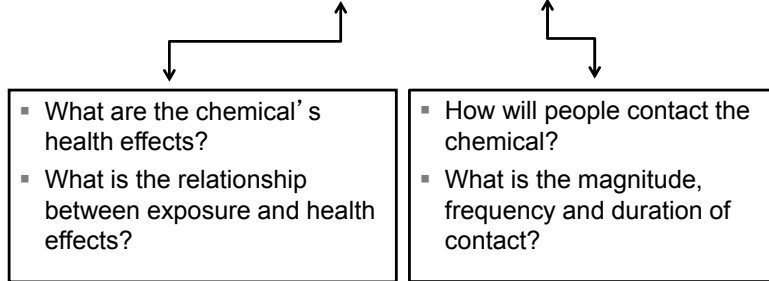 ▪ What are the chemical’s
health effects?
▪ What is the relationship
between exposure and health
effects?
▪ How will people contact the
chemical?
▪ What is the magnitude,
frequency and duration of
contact?